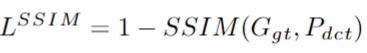 L^{SSIM} = 1 − SSIM(G_{gt}, P_{dct})